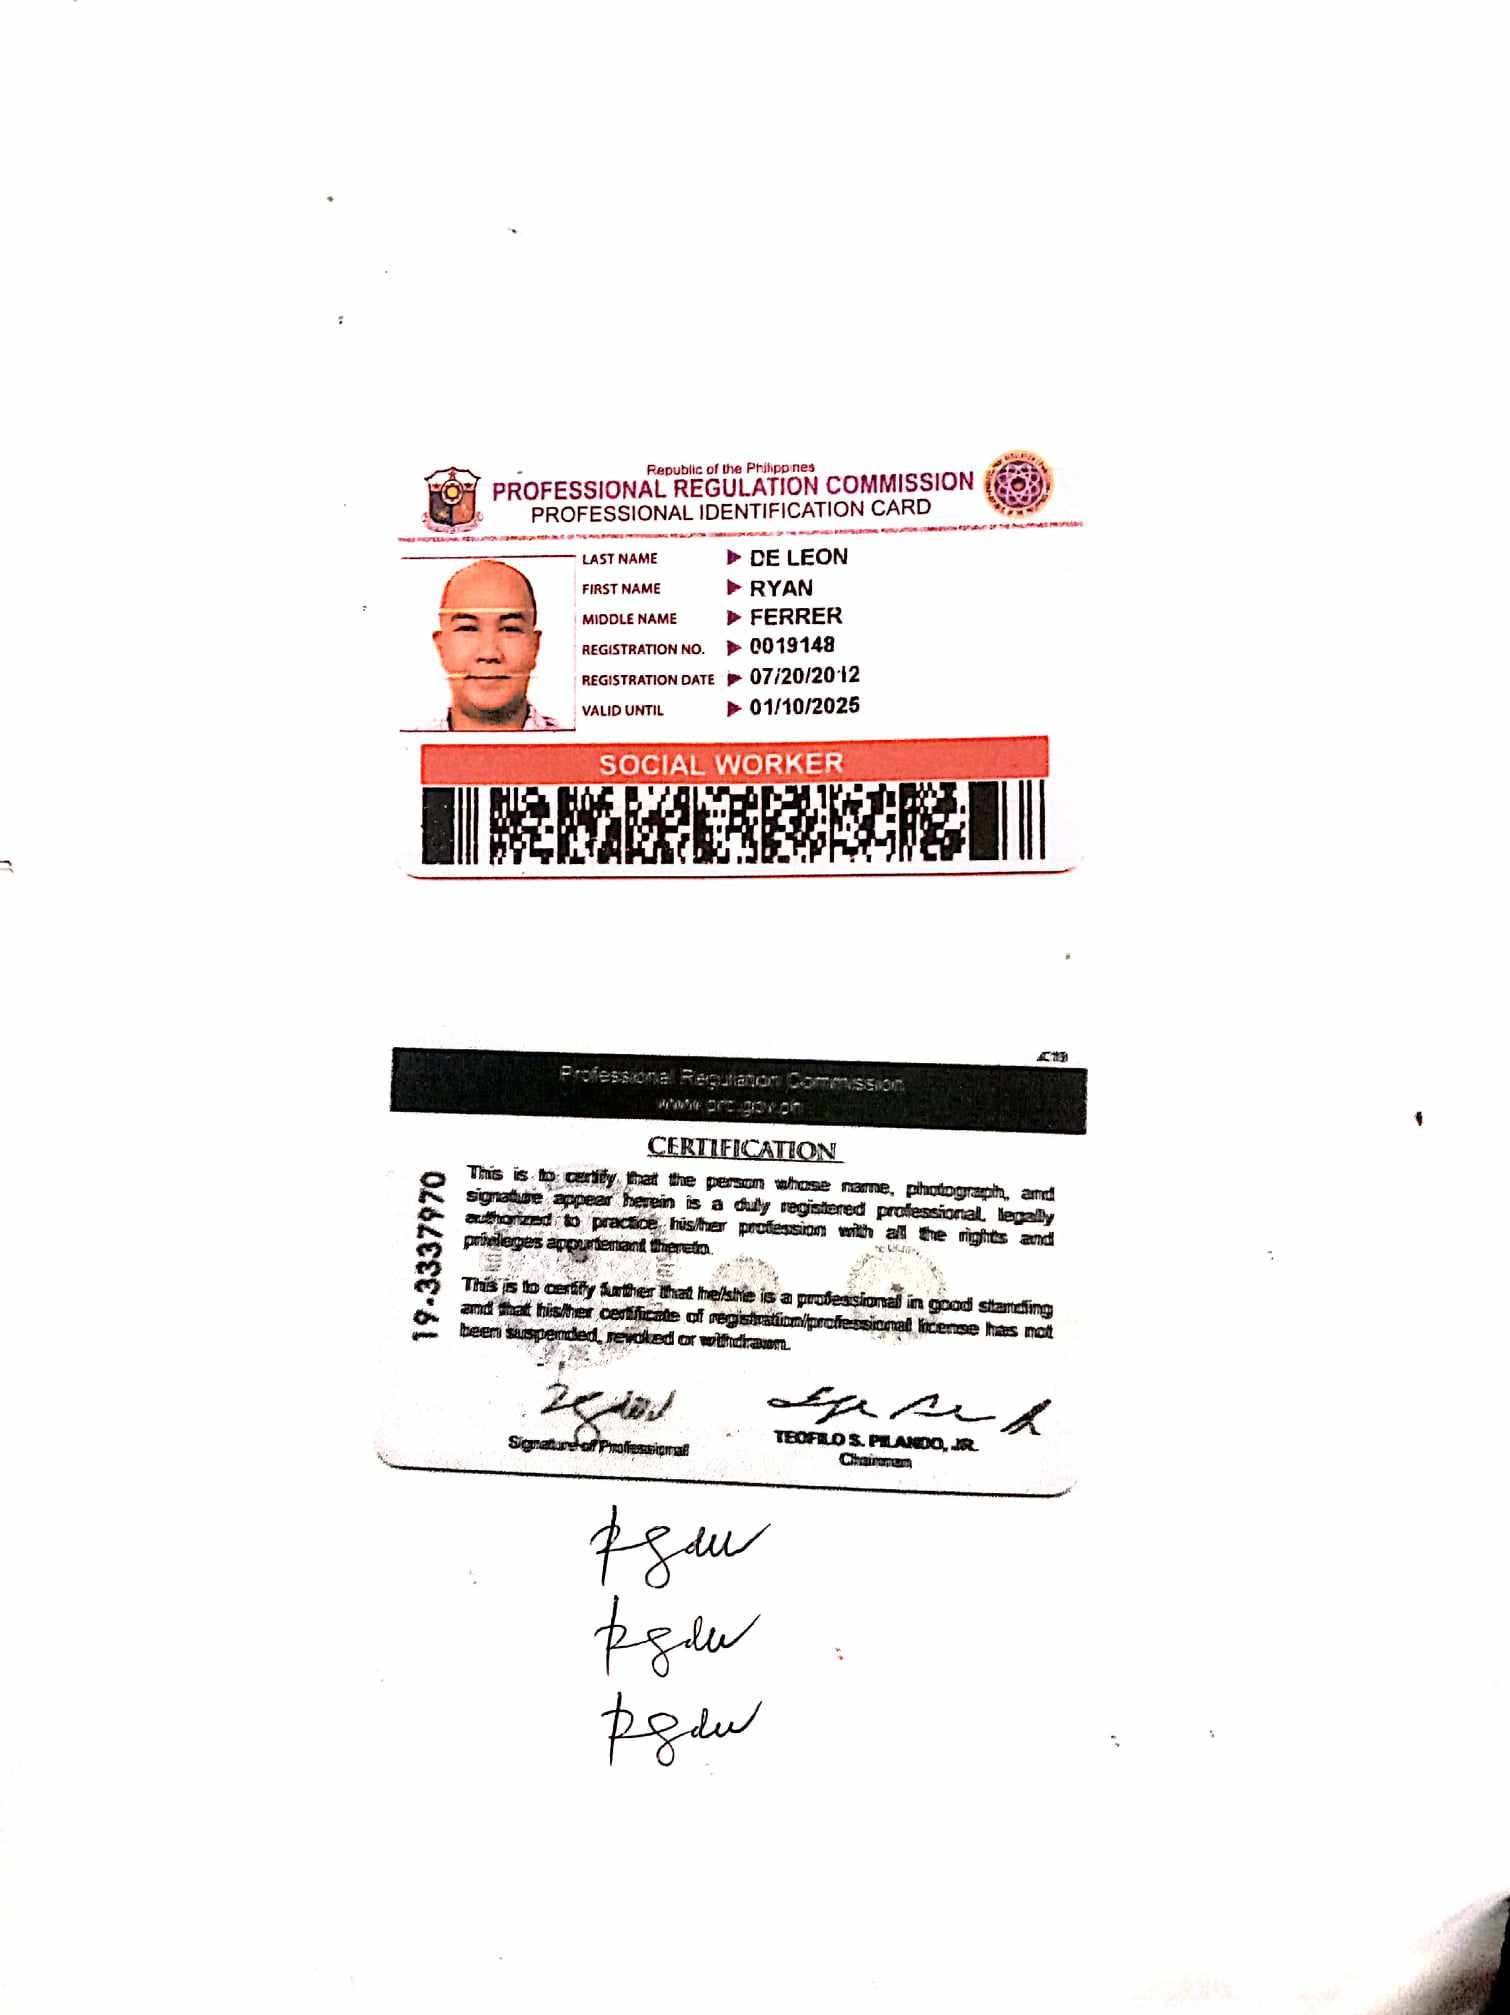 Republic of the Philippines
PROFESSIONAL REGULATION COMMISSION
PROFESSIONAL IDENTIFICATION CARD
LAST NAME DE LEON
FIRST NAME RYAN
MIDDLE NAME FERRER
REGISTRATION NO. 0019148
REGISTRATION DATE 07/20/2012
VALID UNTIL 01/10/2025
SOCIAL WORKER
Professional Regulation Commission
www.prc.gov.ph
CERTIFICATION
19-3337970
This is to certify that the person whose name, photograph, and
signature appear herein is a duly registered professional, legally
authorized to practice his/her profession with all the rights and
privileges appurtenant thereto.
This is to certify further that he/she is a professional in good standing
and that his/her certificate of registration/professional license has not
been suspended, revoked or withdrawn.
Signature of Professional
TEOFILO S. PILANDO, JR.
Chairman